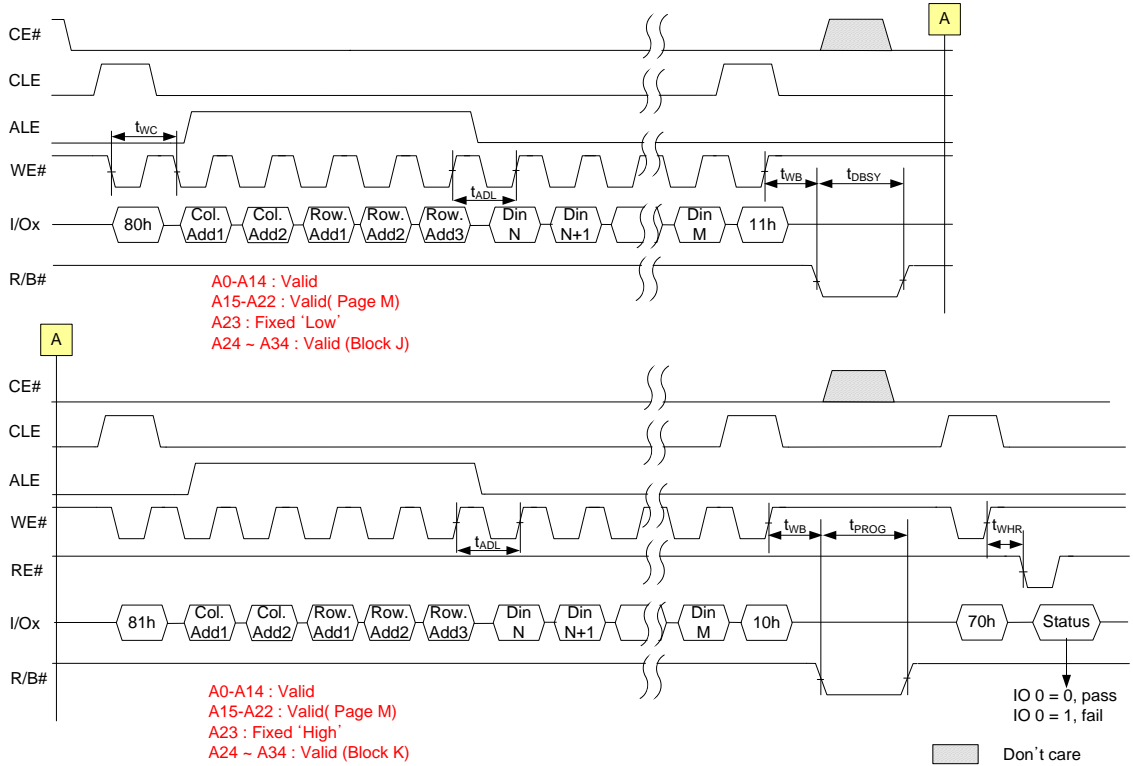 A
CE#
CLE
ALE
tWC
WE#
tADL
tWB
tDBSY
I/Ox
80h
Col. Add1
Col. Add2
Row. Add1
Row. Add2
Row. Add3
Din N
Din N+1
Din M
11h
R/B#
A0-A14 : Valid
A15-A22 : Valid( Page M)
A23 : Fixed ‘Low’
A24 ~ A34 : Valid (Block J)
A
CE#
CLE
ALE
WE#
tADL
tWB
tPROG
tWHR
RE#
I/Ox
81h
Col. Add1
Col. Add2
Row. Add1
Row. Add2
Row. Add3
Din N
Din N+1
Din M
10h
70h
Status
R/B#
A0-A14 : Valid
A15-A22 : Valid( Page M)
A23 : Fixed ‘High’
A24 ~ A34 : Valid (Block K)
IO 0 = 0, pass
IO 0 = 1, fail
Don’t care